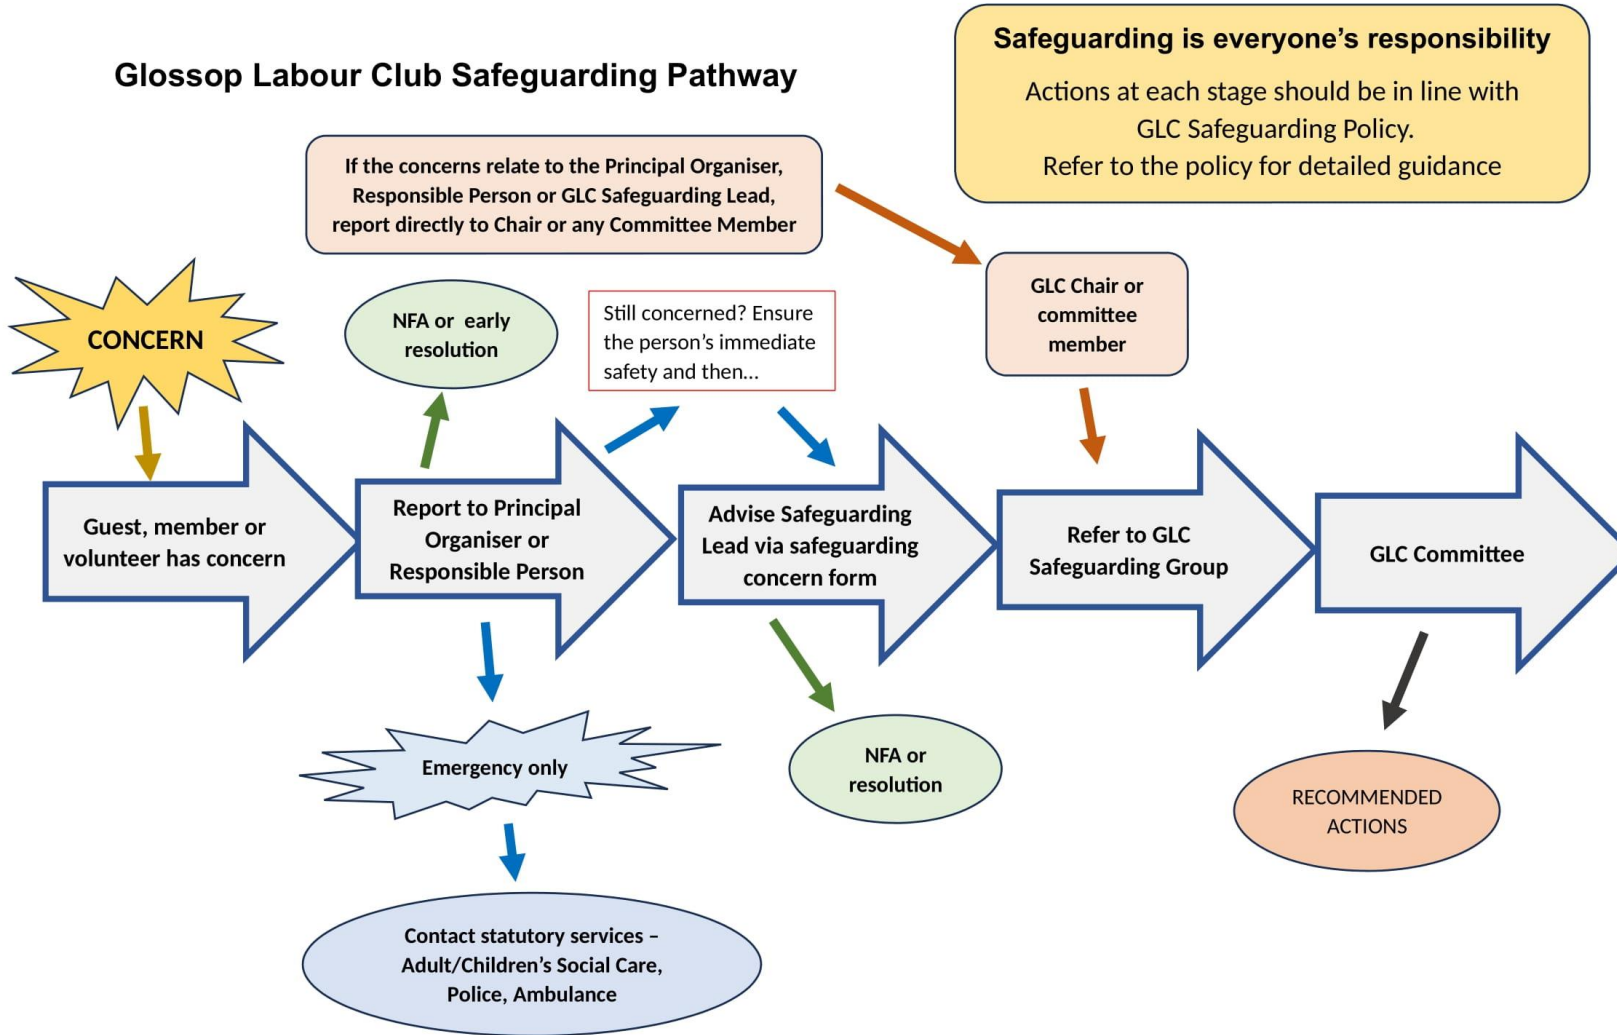 Glossop Labour Club Safeguarding Pathway
Safeguarding is everyone’s responsibility
Actions at each stage should be in line with
GLC Safeguarding Policy.
Refer to the policy for detailed guidance
If the concerns relate to the Principal Organiser,
Responsible Person or GLC Safeguarding Lead,
report directly to Chair or any Committee Member
GLC Chair or
committee
member
CONCERN
NFA or  early
resolution
Still concerned? Ensure
the person’s immediate
safety and then...
Guest, member or
volunteer has concern
Report to Principal
Organiser or
Responsible Person
Advise Safeguarding
Lead via safeguarding
concern form
Refer to GLC
Safeguarding Group
GLC Committee
Emergency only
NFA or
resolution
RECOMMENDED
ACTIONS
Contact statutory services –
Adult/Children’s Social Care,
Police, Ambulance